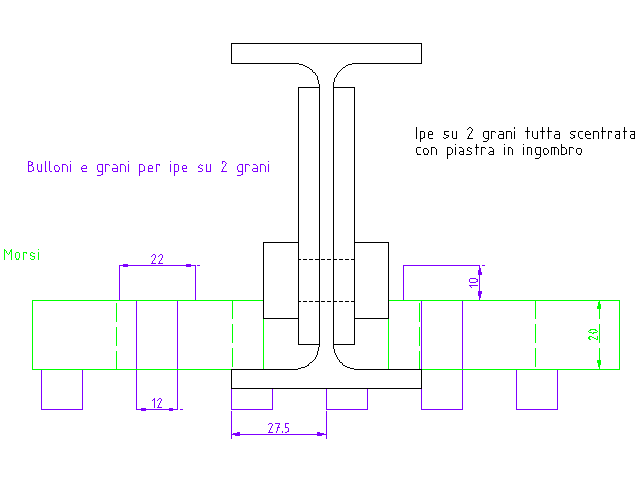 Ipe su 2 grani tutta scentrata
con piastra in ingombro
Bulloni e grani per ipe su 2 grani
Morsi
22
10
20
12
27.5